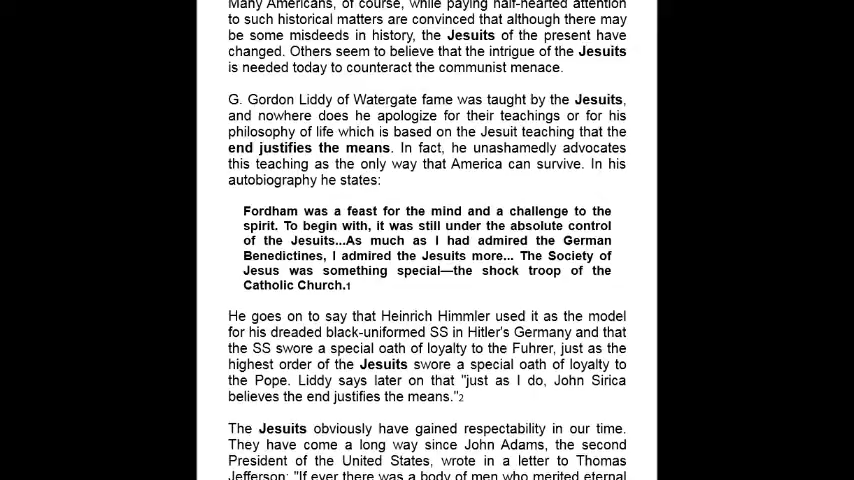 Many Americans, of course, while paying half-hearted attention
to such historical matters are convinced that although there may
be some misdeeds in history, the Jesuits of the present have
changed. Others seem to believe that the intrigue of the Jesuits
is needed today to counteract the communist menace.
G. Gordon Liddy of Watergate fame was taught by the Jesuits,
and nowhere does he apologize for their teachings or for his
philosophy of life which is based on the Jesuit teaching that the
end justifies the means. In fact, he unashamedly advocates
this teaching as the only way that America can survive. In his
autobiography he states:
Fordham was a feast for the mind and a challenge to the
spirit. To begin with, it was still under the absolute control
of the Jesuits...As much as I had admired the German
Benedictines, I admired the Jesuits more... The Society of
Jesus was something special—the shock troop of the
Catholic Church.1
He goes on to say that Heinrich Himmler used it as the model
for his dreaded black-uniformed SS in Hitler's Germany and that
the SS swore a special oath of loyalty to the Fuhrer, just as the
highest order of the Jesuits swore a special oath of loyalty to
the Pope. Liddy says later on that "just as I do, John Sirica
believes the end justifies the means."2
The Jesuits obviously have gained respectability in our time.
They have come a long way since John Adams, the second
President of the United States, wrote in a letter to Thomas
Jefferson: "If ever there was a body of men who merited eternal